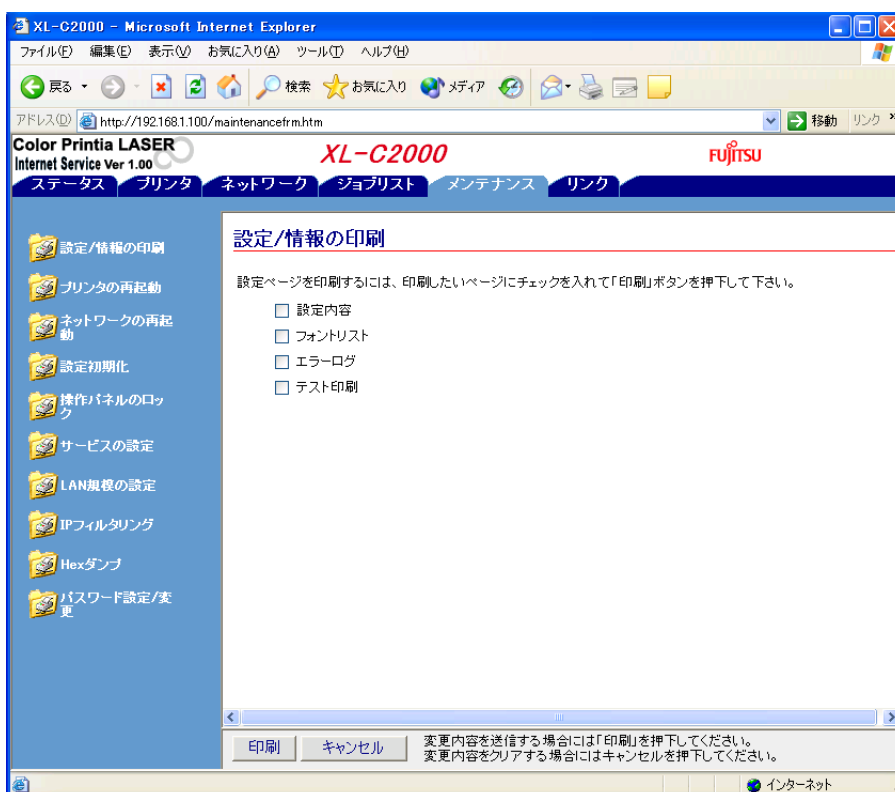 XL-C2000 - Microsoft Internet Explorer
ファイル(F) 編集(E) 表示(V) お気に入り(A) ツール(T) ヘルプ(H)
戻る 検索 お気に入り メディア
アドレス(D) http://192.168.1.100/maintenancefrm.htm 移動 リンク »
Color Printia LASER
Internet Service Ver 1.00
XL-C2000
FUJITSU
ステータス プリンタ ネットワーク ジョブリスト メンテナンス リンク
設定/情報の印刷
プリンタの再起動
ネットワークの再起
動
設定初期化
操作パネルのロッ
ク
サービスの設定
LAN規模の設定
IPフィルタリング
Hexダンプ
パスワード設定/変
更
設定/情報の印刷
設定ページを印刷するには、印刷したいページにチェックを入れて「印刷」ボタンを押下して下さい。
設定内容
フォントリスト
エラーログ
テスト印刷
印刷 キャンセル
変更内容を送信する場合には「印刷」を押下してください。
変更内容をクリアする場合にはキャンセルを押下してください。
インターネット